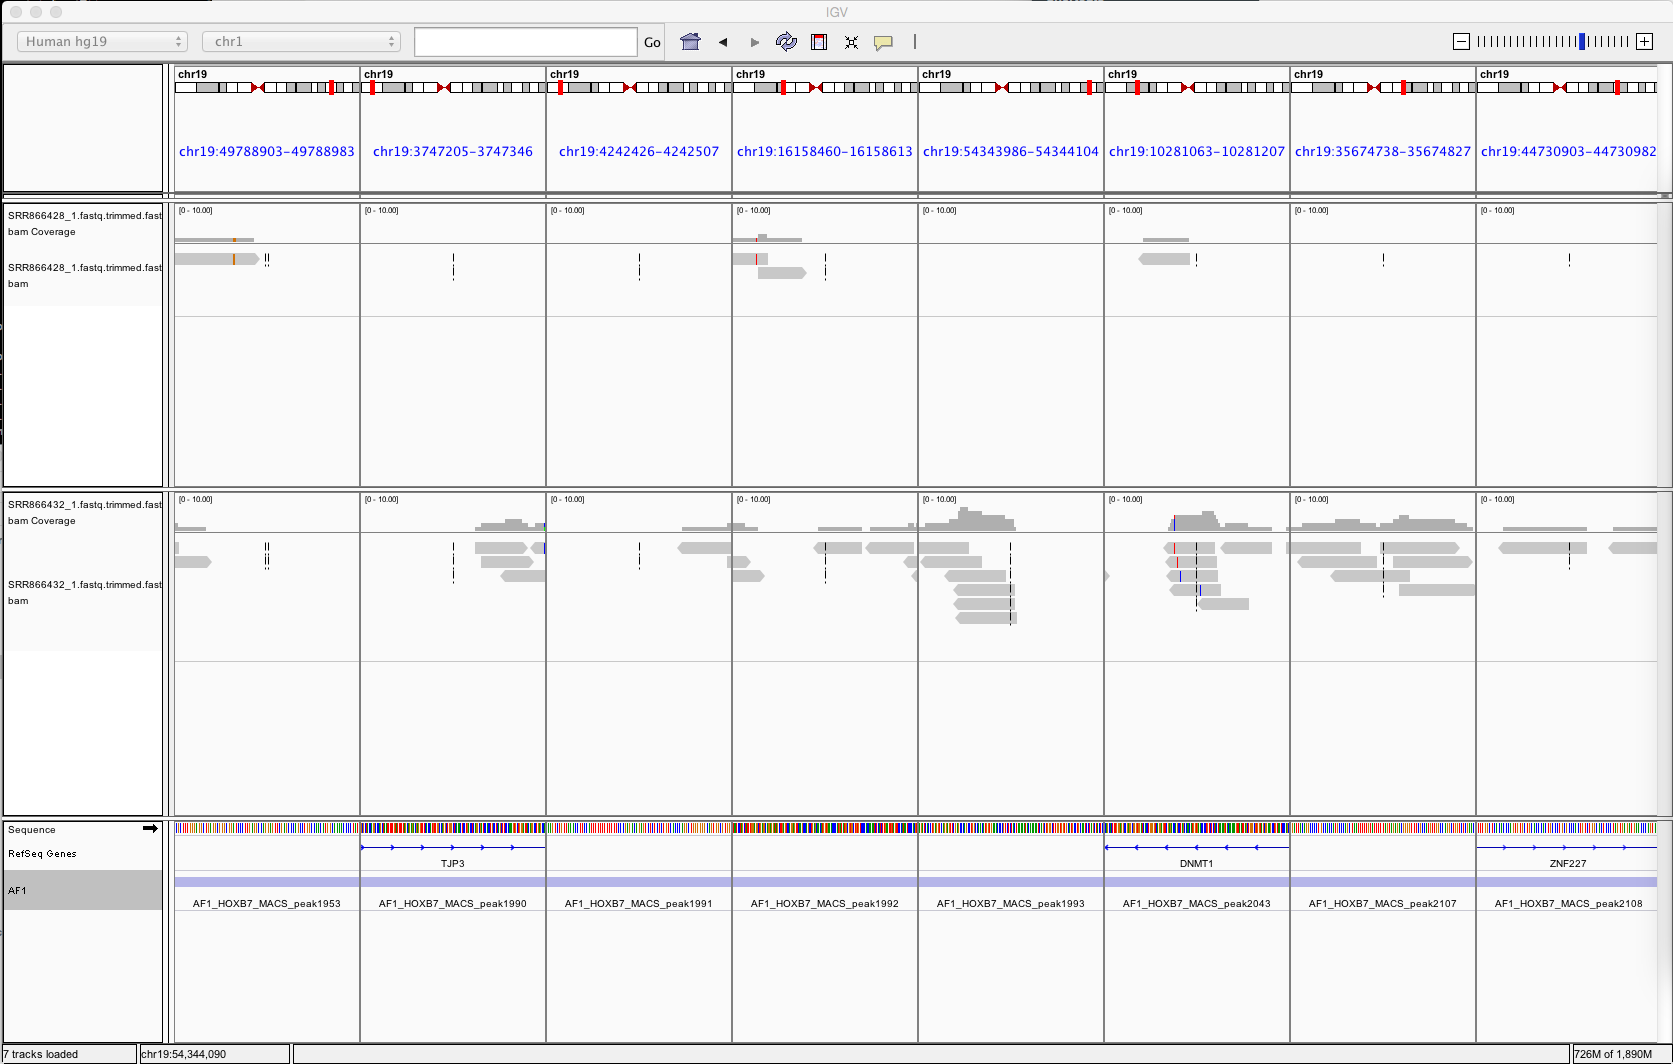 IGV
Human hg19 chr1 Go
chr19 chr19 chr19 chr19 chr19 chr19 chr19 chr19
chr19:49788903-49788983 chr19:3747205-3747346 chr19:4242426-4242507 chr19:16158460-16158613 chr19:54343986-54344104 chr19:10281063-10281207 chr19:35674738-35674827 chr19:44730903-44730982
SRR866428_1.fastq.trimmed.fast [0 - 10.00] [0 - 10.00] [0 - 10.00] [0 - 10.00] [0 - 10.00] [0 - 10.00] [0 - 10.00] [0 - 10.00]
bam Coverage
SRR866428_1.fastq.trimmed.fast
bam
SRR866432_1.fastq.trimmed.fast [0 - 10.00] [0 - 10.00] [0 - 10.00] [0 - 10.00] [0 - 10.00] [0 - 10.00] [0 - 10.00] [0 - 10.00]
bam Coverage
SRR866432_1.fastq.trimmed.fast
bam
Sequence
RefSeq Genes
TJP3 DNMT1 ZNF227
AF1
AF1_HOXB7_MACS_peak1953 AF1_HOXB7_MACS_peak1990 AF1_HOXB7_MACS_peak1991 AF1_HOXB7_MACS_peak1992 AF1_HOXB7_MACS_peak1993 AF1_HOXB7_MACS_peak2043 AF1_HOXB7_MACS_peak2107 AF1_HOXB7_MACS_peak2108
7 tracks loaded chr19:54,344,090 726M of 1,890M